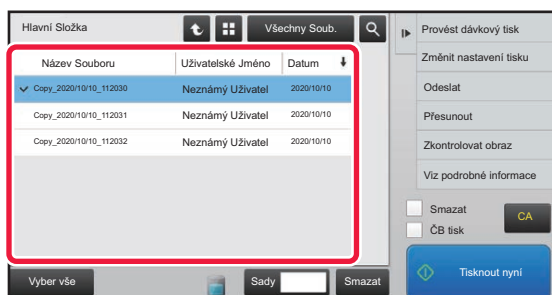 Hlavní Složka
Všechny Soub.
Název Souboru Uživatelské Jméno Datum
Copy_2020/10/10_112030 Neznámý Uživatel 2020/10/10
Copy_2020/10/10_112031 Neznámý Uživatel 2020/10/10
Copy_2020/10/10_112032 Neznámý Uživatel 2020/10/10
Vyber vše
Sady
Smazat
Provést dávkový tisk
Změnit nastavení tisku
Odeslat
Přesunout
Zkontrolovat obraz
Viz podrobné informace
Smazat
ČB tisk
CA
Tisknout nyní